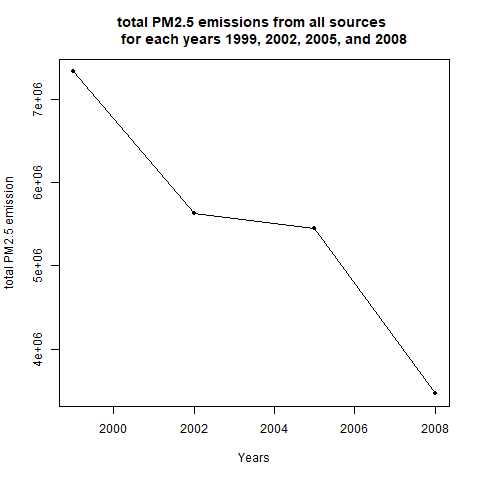 total PM2.5 emissions from all sources
for each years 1999, 2002, 2005, and 2008
total PM2.5 emission
7e+06
6e+06
5e+06
4e+06
2000 2002 2004 2006 2008
Years